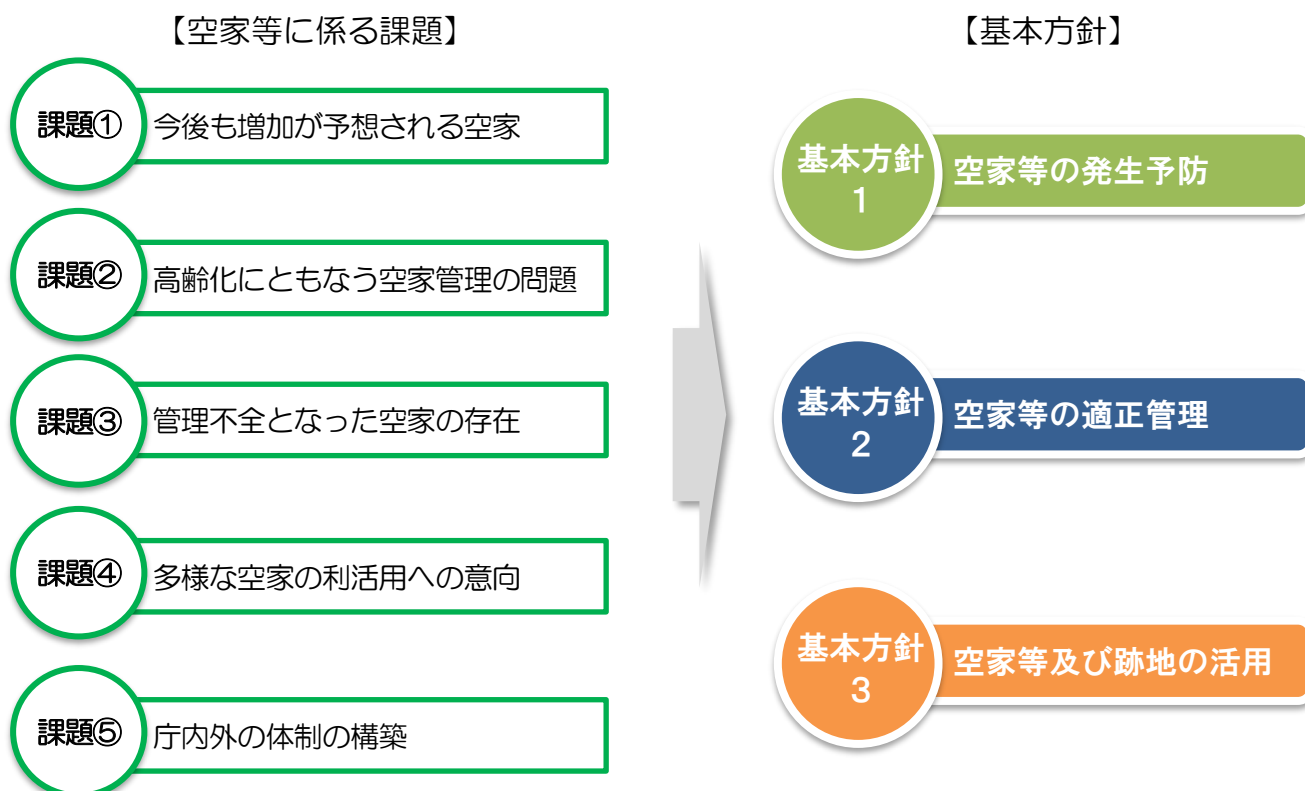 【空家等に係る課題】
課題①
今後も増加が予想される空家
課題②
高齢化にともなう空家管理の問題
課題③
管理不全となった空家の存在
課題④
多様な空家の利活用への意向
課題⑤
庁内外の体制の構築
【基本方針】
基本方針
1
空家等の発生予防
基本方針
2
空家等の適正管理
基本方針
3
空家等及び跡地の活用